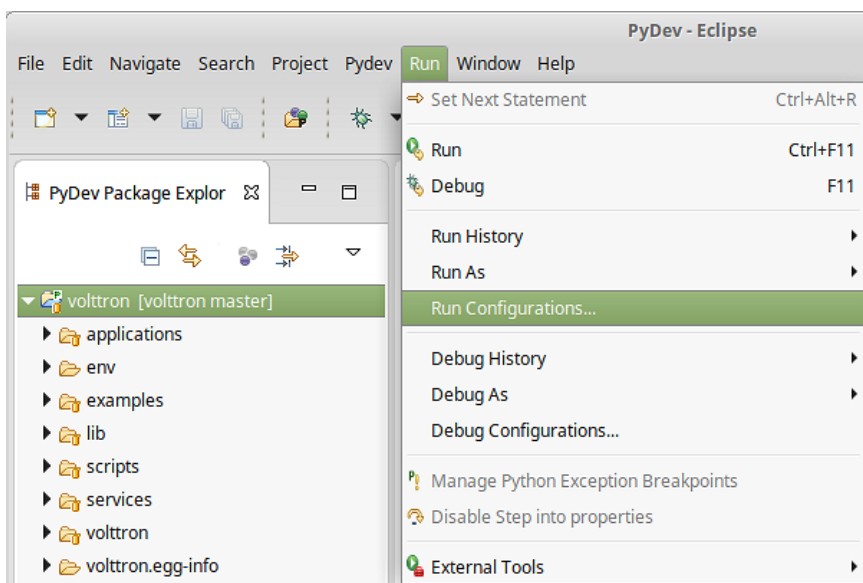 PyDev - Eclipse
File Edit Navigate Search Project Pydev Run Window Help
Set Next Statement Ctrl+Alt+R
Run Ctrl+F11
Debug F11
Run History
Run As
Run Configurations...
Debug History
Debug As
Debug Configurations...
Manage Python Exception Breakpoints
Disable Step into properties
External Tools
PyDev Package Explor
volttron [volttron master]
applications
env
examples
lib
scripts
services
volttron
volttron.egg-info